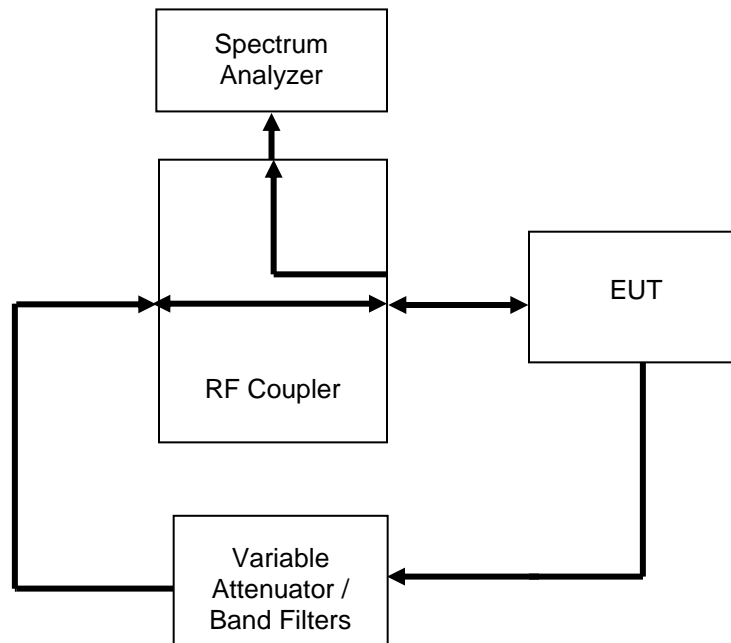 Spectrum
Analyzer
EUT
RF Coupler
Variable
Attenuator /
Band Filters